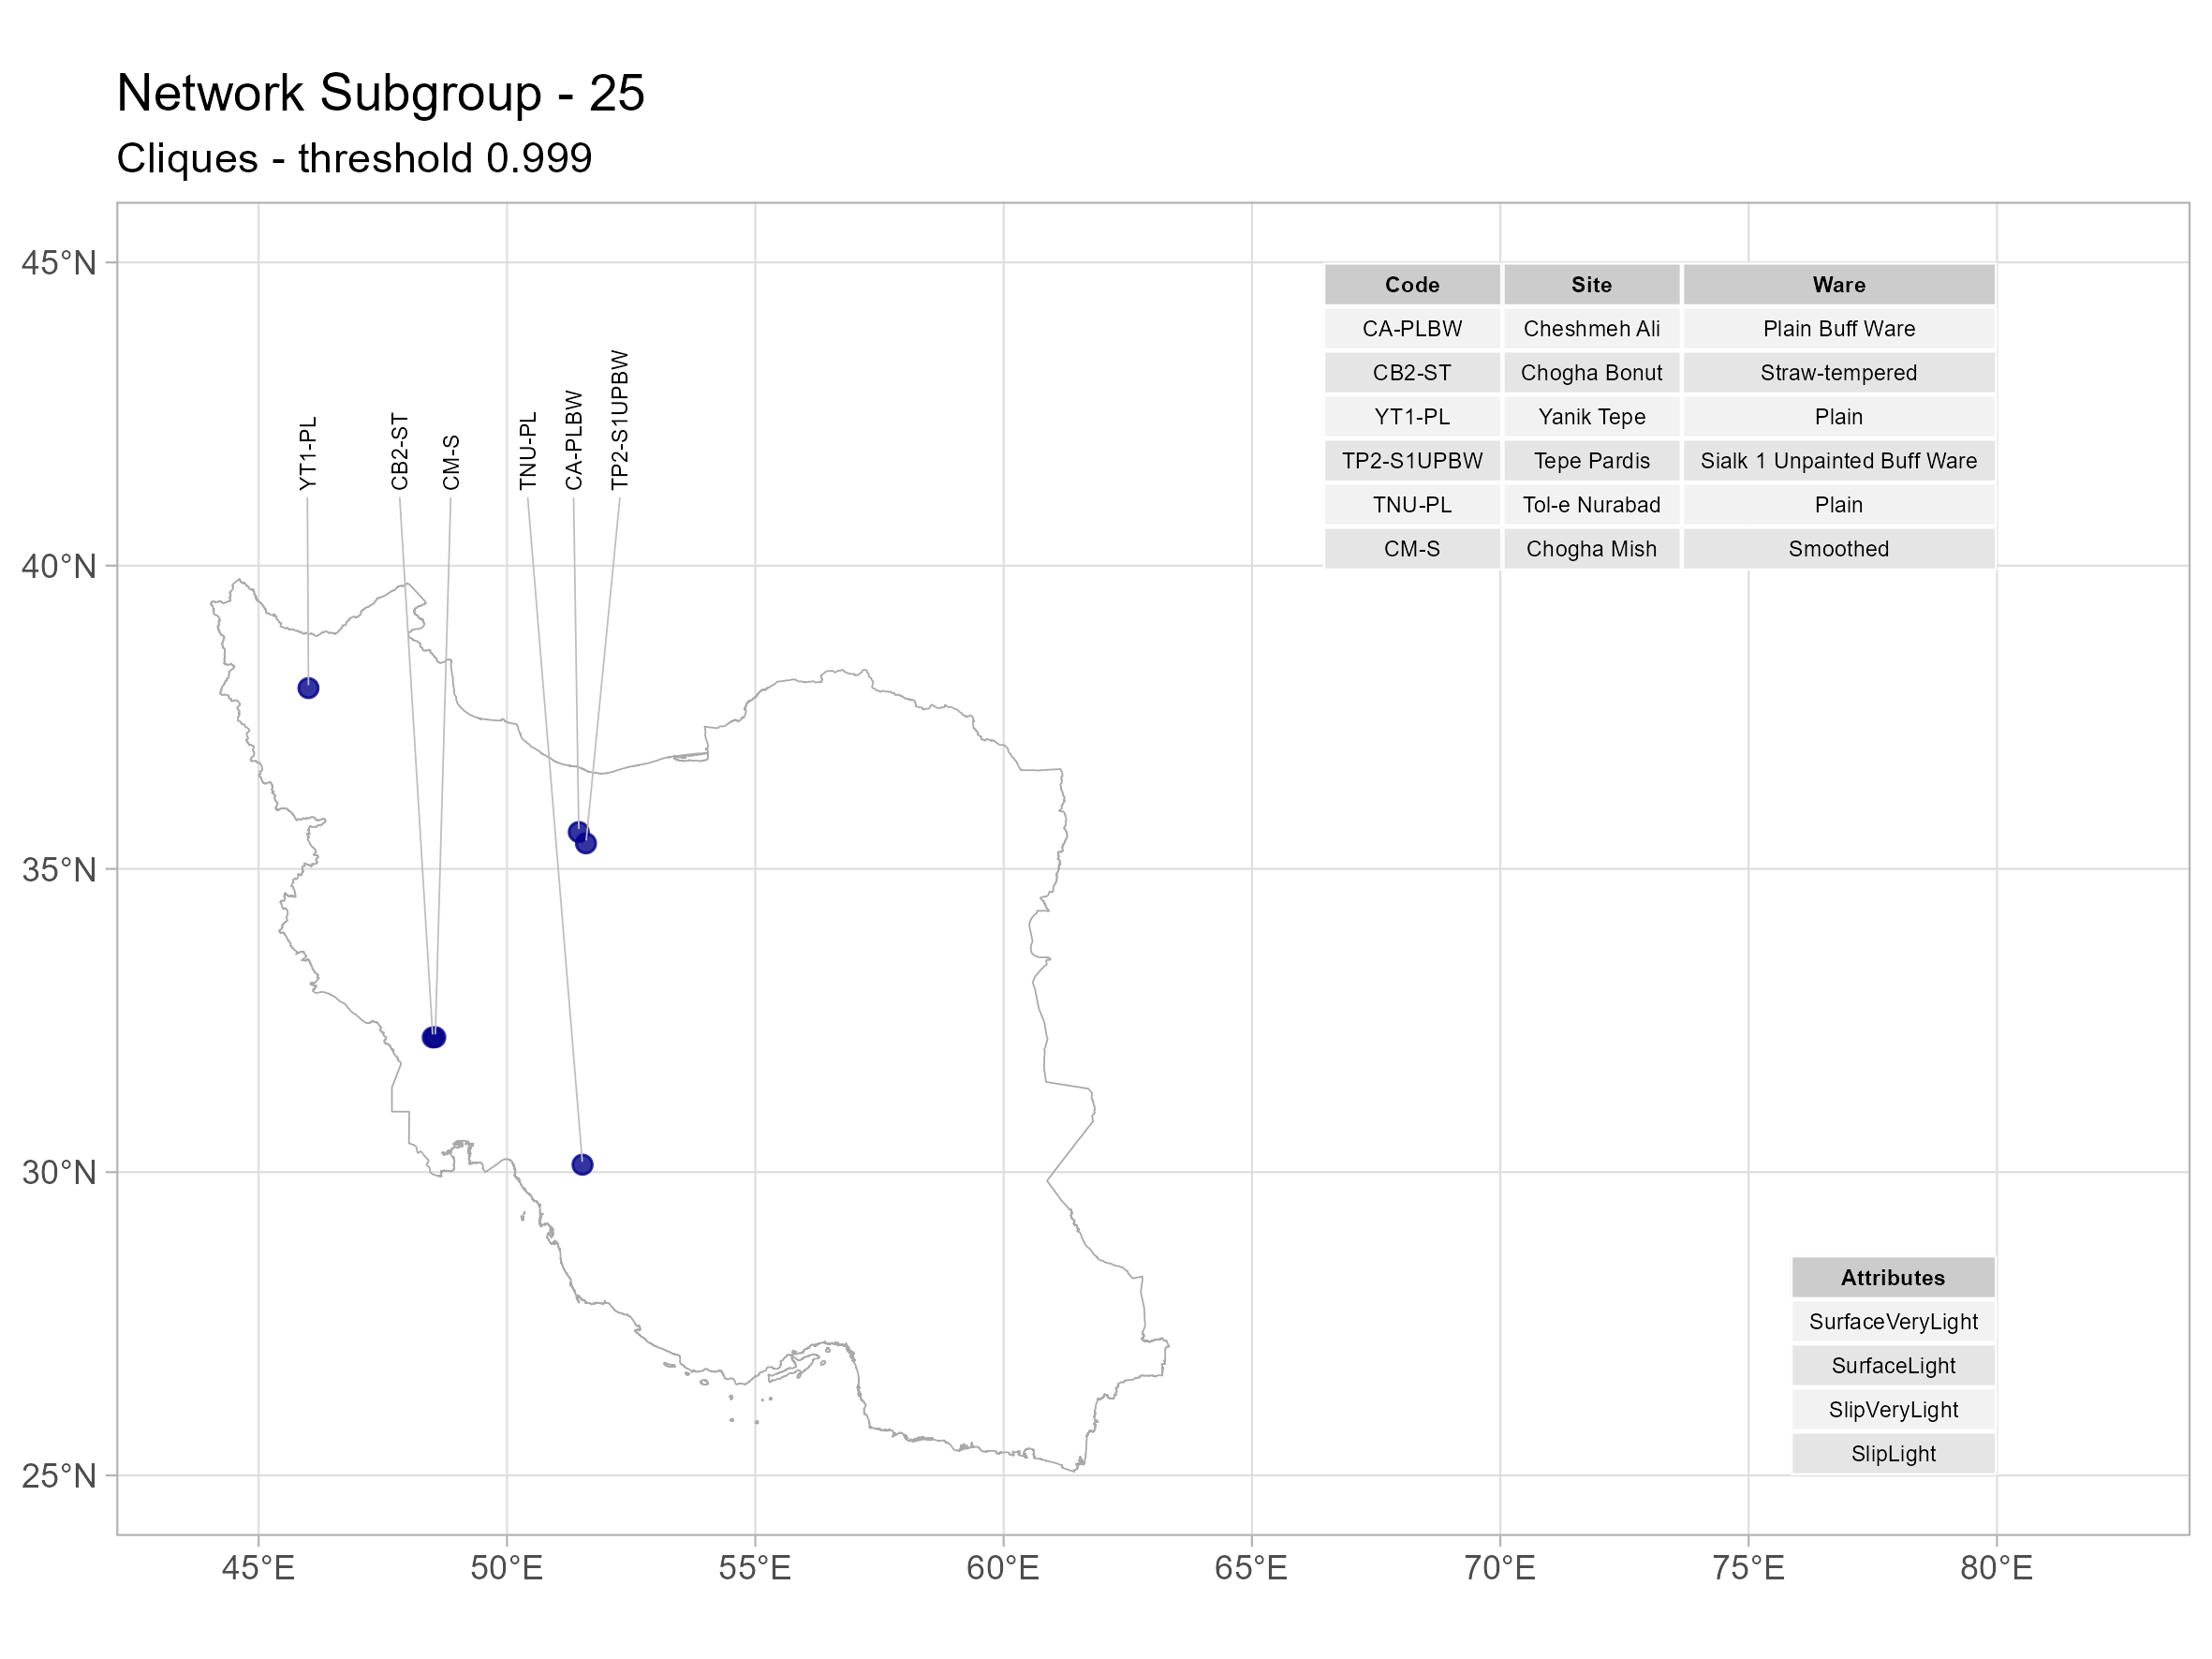 Network Subgroup - 25
Cliques - threshold 0.999
45°N
40°N
35°N
30°N
25°N
45°E 50°E 55°E 60°E 65°E 70°E 75°E 80°E
YT1-PL
CB2-ST
CM-S
TNU-PL
CA-PLBW
TP2-S1UPBW
Code Site Ware
CA-PLBW Cheshmeh Ali Plain Buff Ware
CB2-ST Chogha Bonut Straw-tempered
YT1-PL Yanik Tepe Plain
TP2-S1UPBW Tepe Pardis Sialk 1 Unpainted Buff Ware
TNU-PL Tol-e Nurabad Plain
CM-S Chogha Mish Smoothed
Attributes
SurfaceVeryLight
SurfaceLight
SlipVeryLight
SlipLight